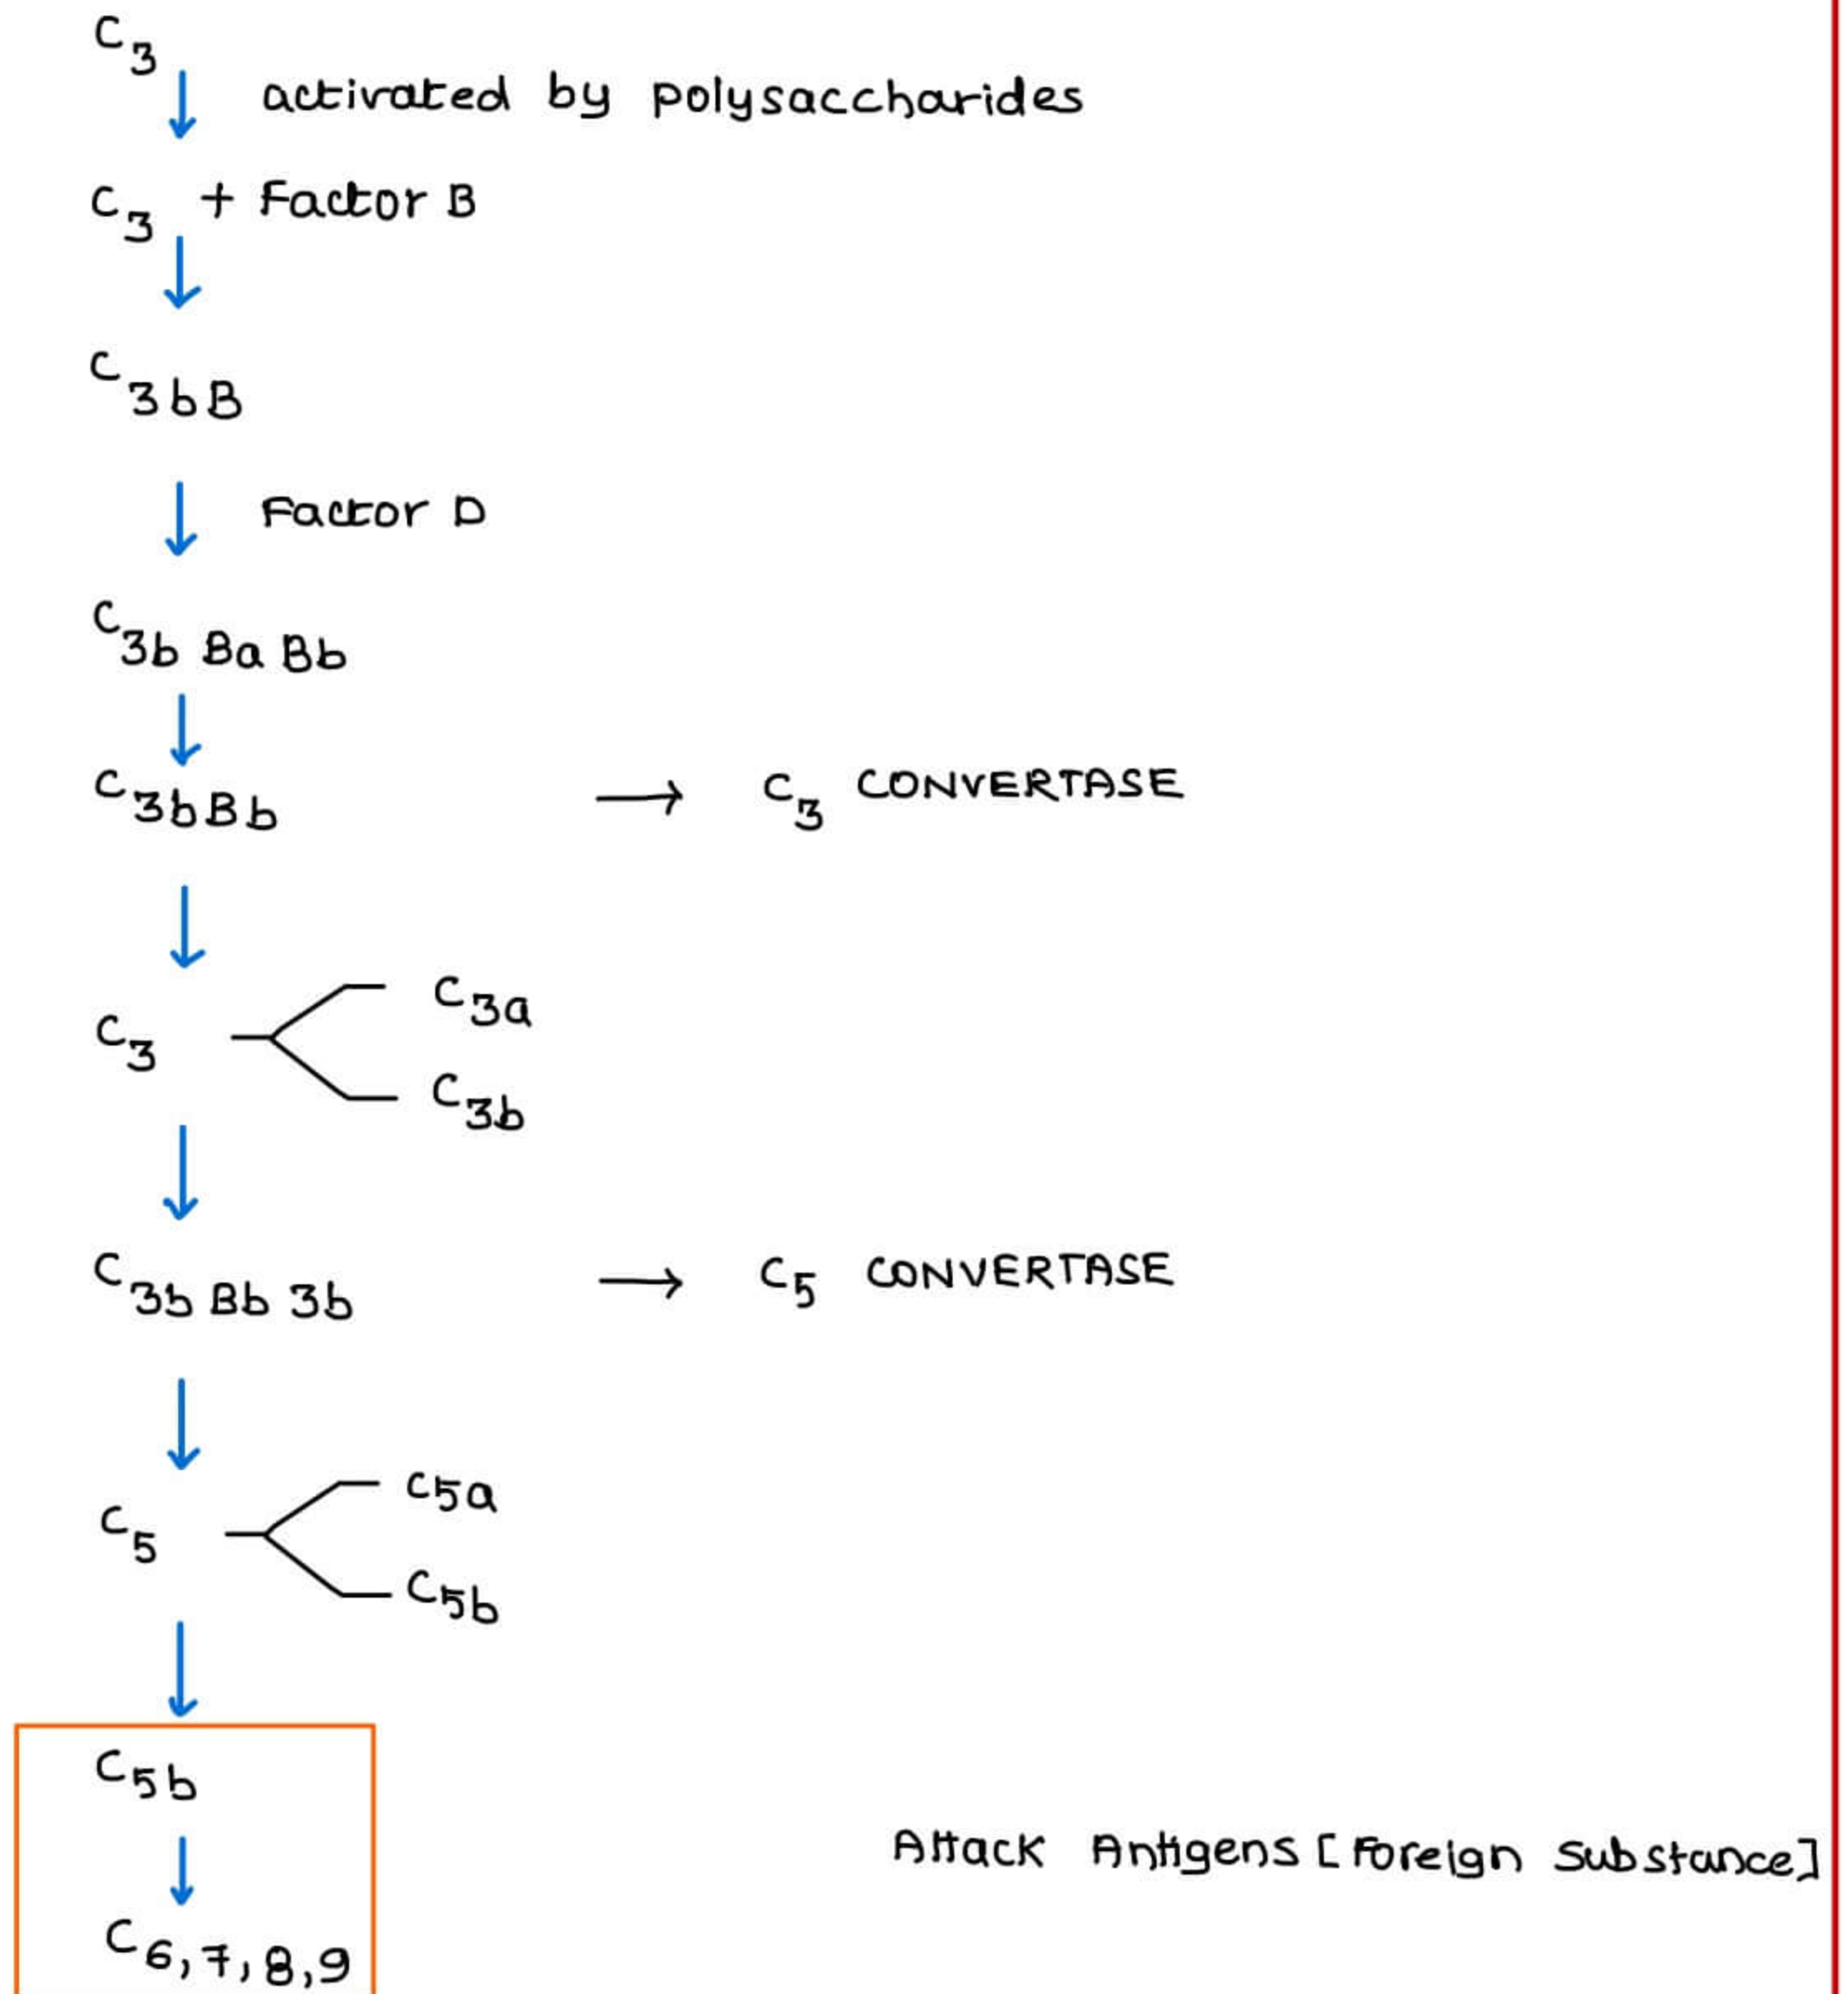 C3
activated by polysaccharides
C3 + Factor B
C3bB
Factor D
C3b Ba Bb
C3bBb → C3 CONVERTASE
C3a
C3
C3b
C3b Bb 3b → C5 CONVERTASE
C5a
C5
C5b
C5b
Attack Antigens [Foreign Substance]
C6,7,8,9